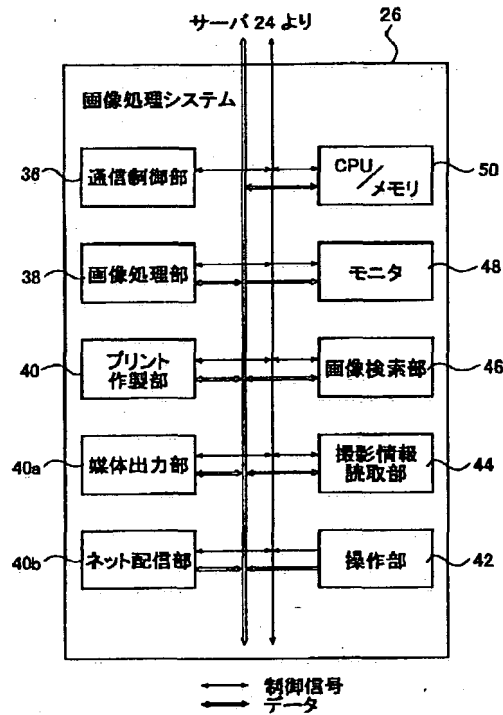 サーバ 24 より
26
画像処理システム
36
通信制御部
CPU/メモリ
50
38
画像処理部
モニタ
48
40
プリント
作製部
画像検索部
46
40a
媒体出力部
撮影情報
読取部
44
40b
ネット配信部
操作部
42
制御信号
データ